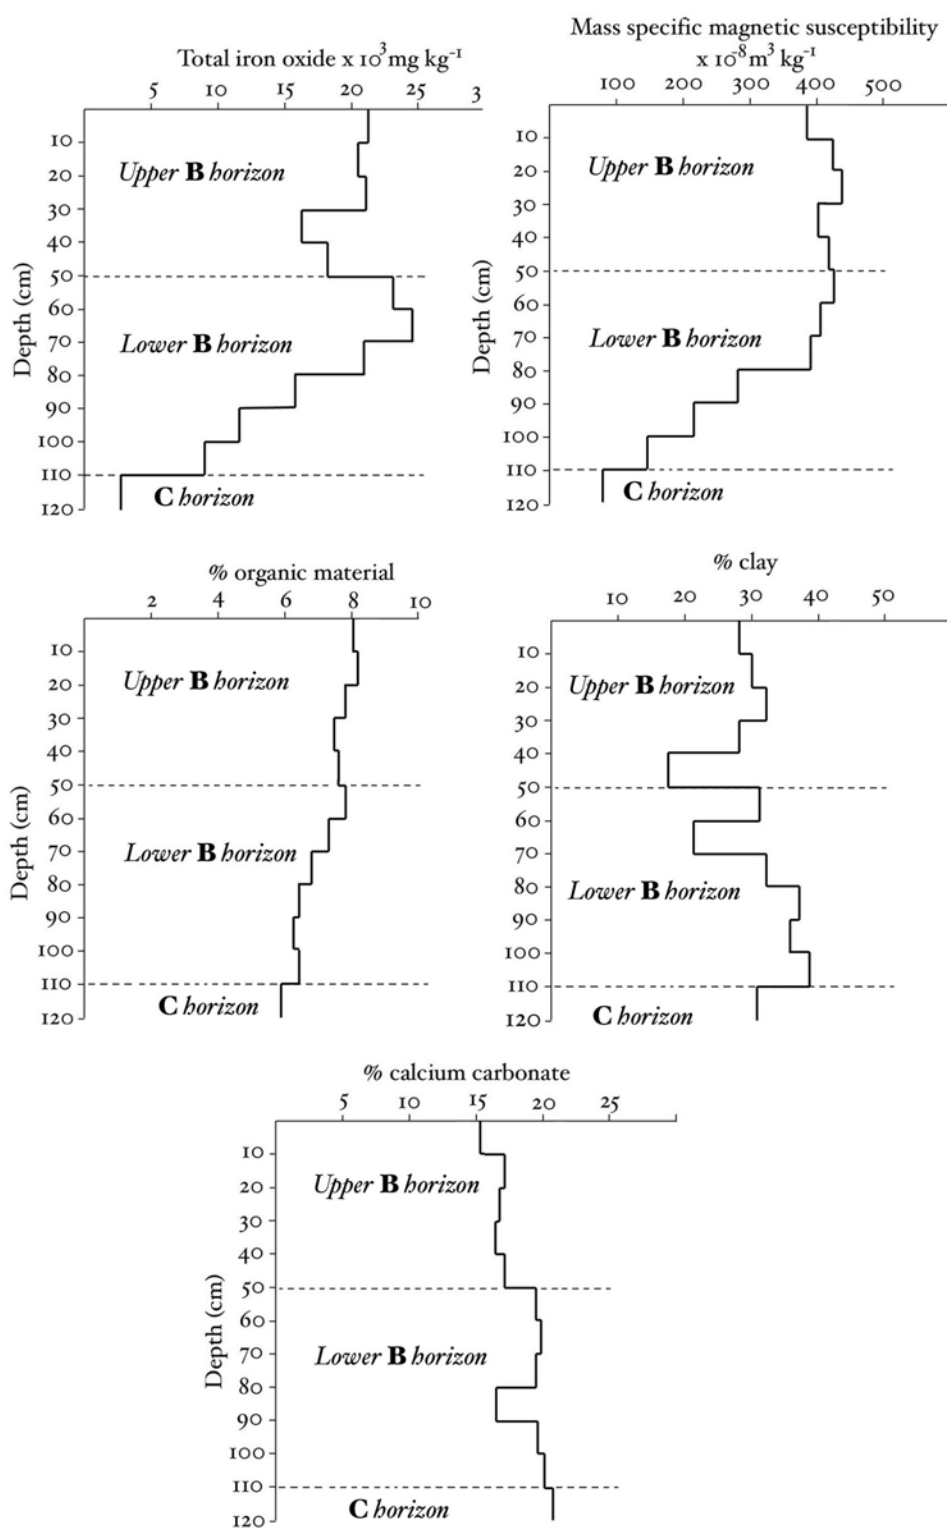 Total iron oxide x 10³mg kg⁻¹
5 10 15 20 25 3
10
Upper B horizon
20
30
40
50
Depth (cm)
60
Lower B horizon
70
80
90
100
110
C horizon
120
Mass specific magnetic susceptibility
x 10⁻⁸m³ kg⁻¹
100 200 300 400 500
10
Upper B horizon
20
30
40
50
Depth (cm)
60
Lower B horizon
70
80
90
100
110
C horizon
120
% organic material
2 4 6 8 10
10
Upper B horizon
20
30
40
50
Depth (cm)
60
Lower B horizon
70
80
90
100
110
C horizon
120
% clay
10 20 30 40 50
10
Upper B horizon
20
30
40
50
60
70
80
Lower B horizon
90
100
110
C horizon
120
% calcium carbonate
5 10 15 20 25
10
Upper B horizon
20
30
40
50
Depth (cm)
60
Lower B horizon
70
80
90
100
110
C horizon
120